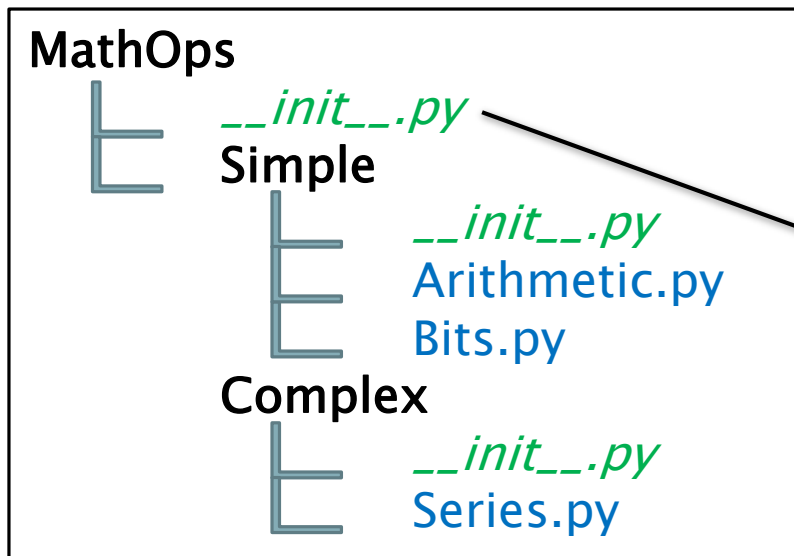 MathOps
__init__.py
Simple
__init__.py
Arithmetic.py
Bits.py
Complex
__init__.py
Series.py